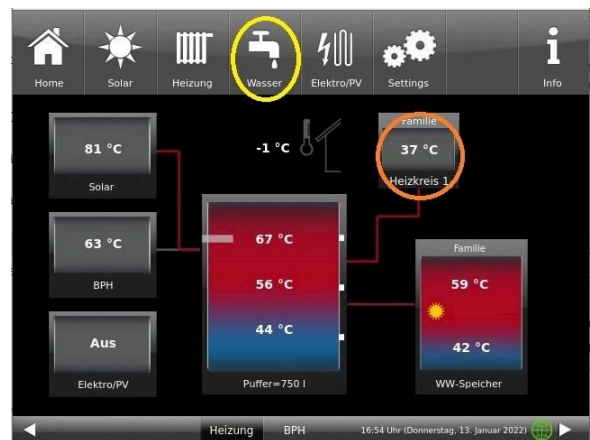 Home Solar Heizung Wasser Elektro/PV Settings Info
Familie
81 °C
-1 °C
37 °C
Solar
Heizkreis 1
67 °C
63 °C
Familie
BPH
56 °C
59 °C
44 °C
Aus
42 °C
Elektro/PV
Puffer=750 l
WW-Speicher
Heizung BPH 16:54 Uhr (Donnerstag, 13. Januar 2022)